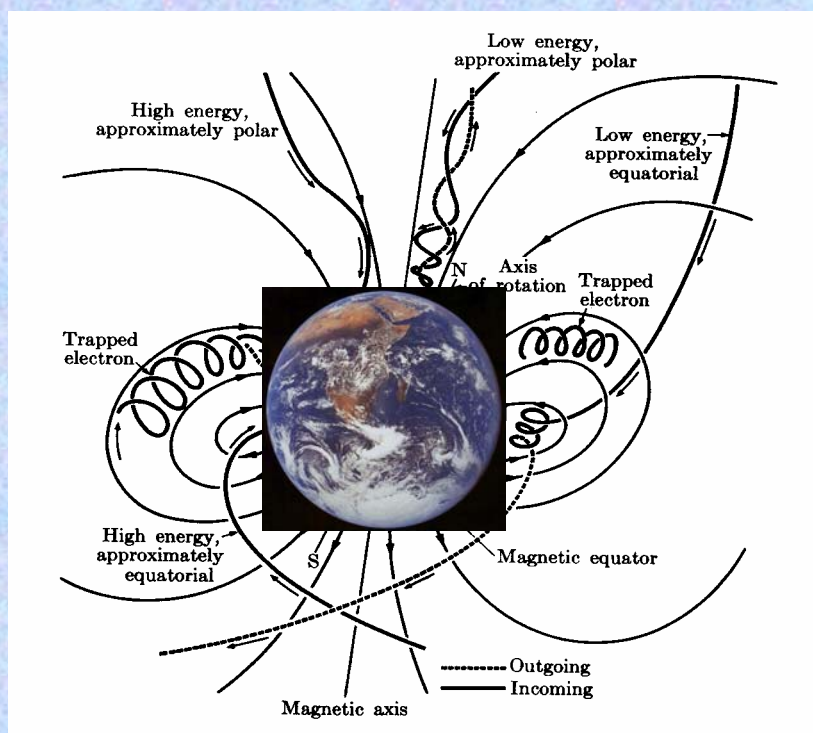 Low energy,
approximately polar
High energy,
approximately polar
Low energy,
approximately
equatorial
N
Axis
of rotation
Trapped
electron
Trapped
electron
High energy,
approximately
equatorial
S
Magnetic equator
Outgoing
Incoming
Magnetic axis